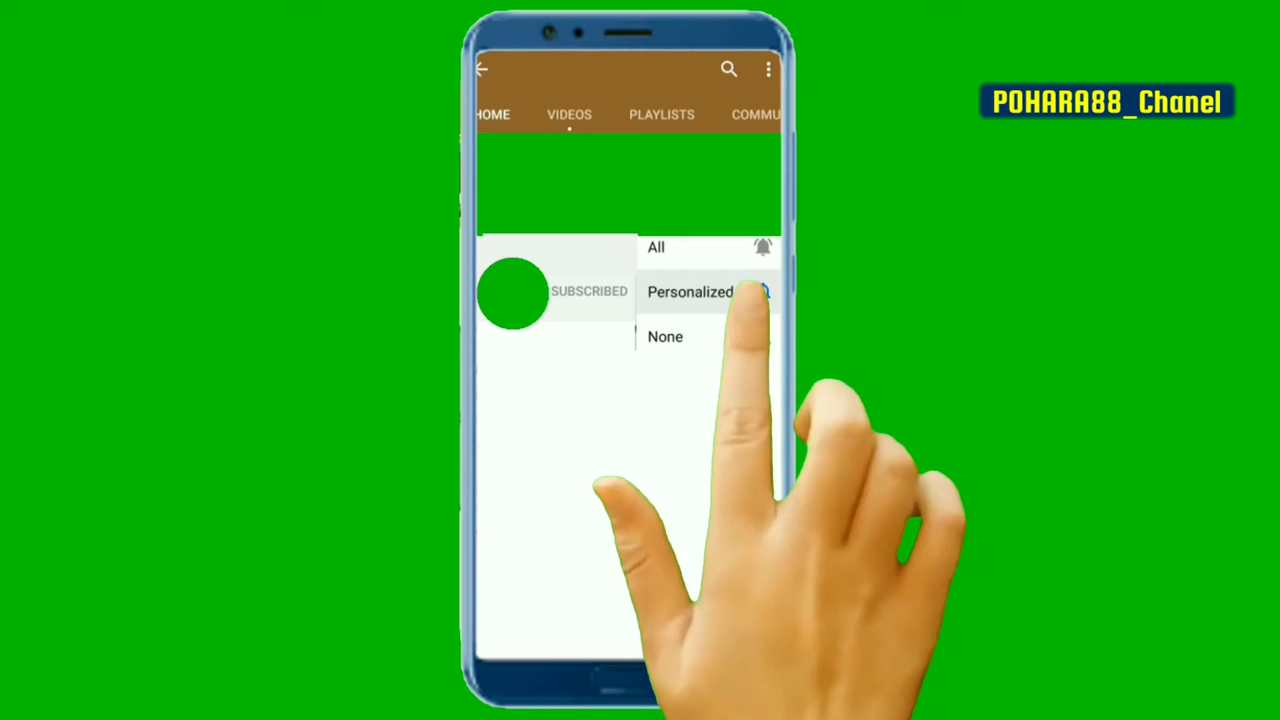 POHARA88_Chanel
HOME VIDEOS PLAYLISTS COMMU
All
SUBSCRIBED Personalized
None